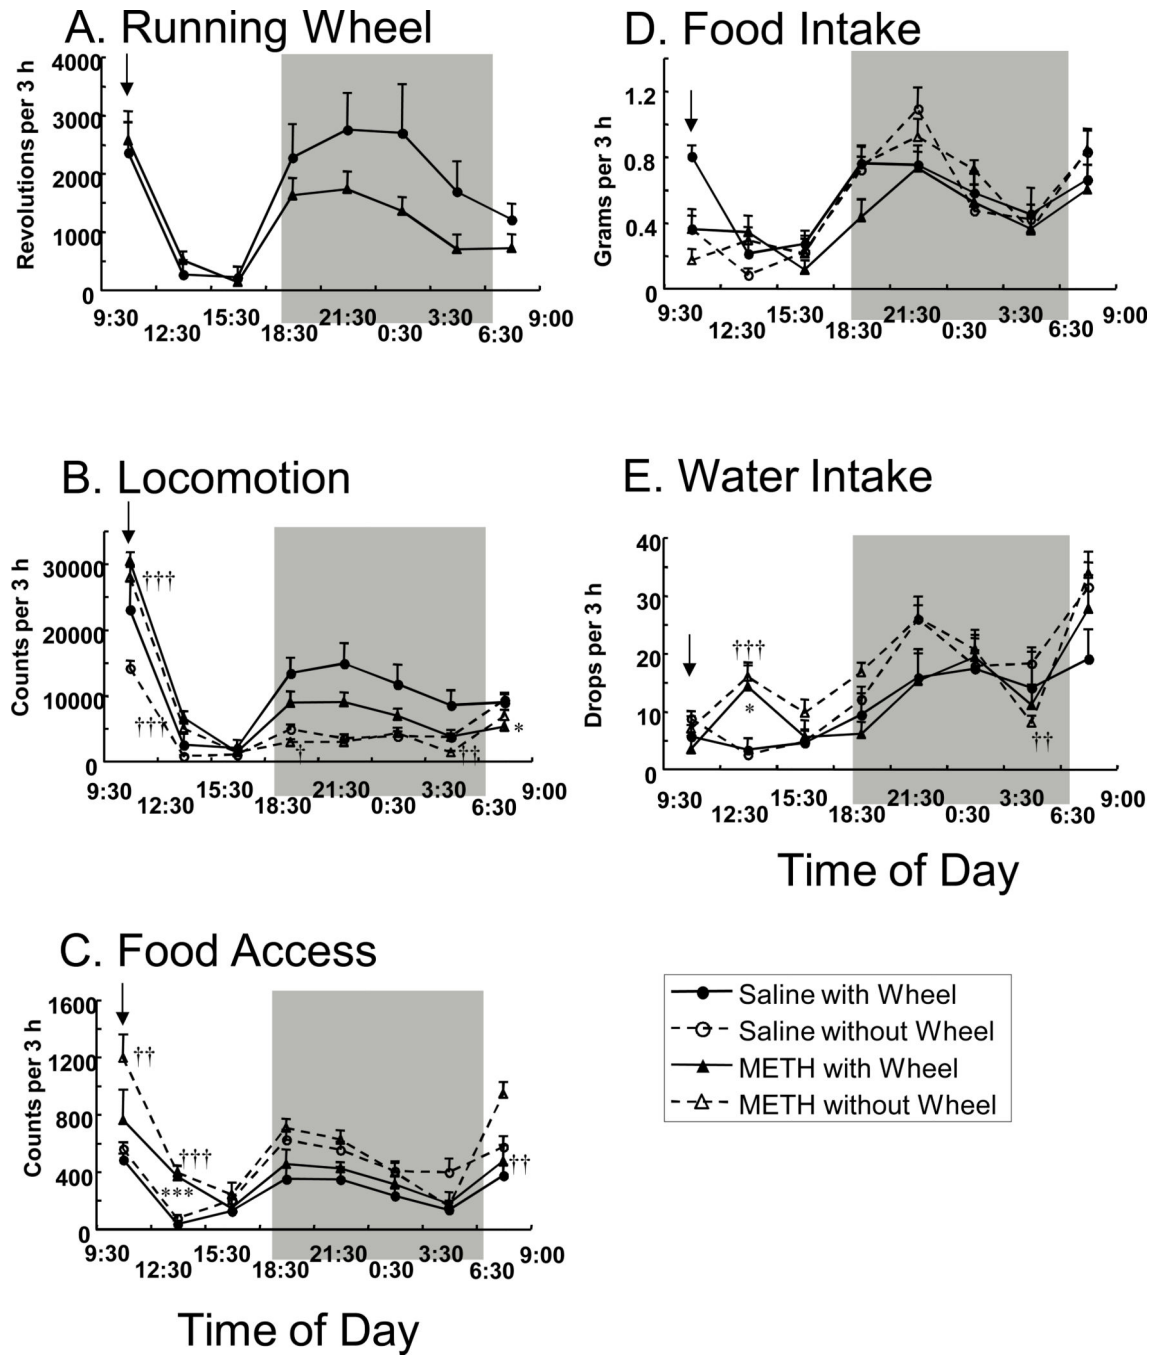 A. Running Wheel
Revolutions per 3 h
4000
3000
2000
1000
0
9:30 12:30 15:30 18:30 21:30 0:30 3:30 6:30 9:00
B. Locomotion
Counts per 3 h
30000
20000
10000
0
†††
†††
†
††
*
9:30 12:30 15:30 18:30 21:30 0:30 3:30 6:30 9:00
C. Food Access
Counts per 3 h
1600
1200
800
400
0
††
†††
***
††
9:30 12:30 15:30 18:30 21:30 0:30 3:30 6:30 9:00
Time of Day
D. Food Intake
Grams per 3 h
1.2
0.8
0.4
0
9:30 12:30 15:30 18:30 21:30 0:30 3:30 6:30 9:00
E. Water Intake
Drops per 3 h
40
30
20
10
0
†††
*
††
9:30 12:30 15:30 18:30 21:30 0:30 3:30 6:30 9:00
Time of Day
Saline with Wheel
Saline without Wheel
METH with Wheel
METH without Wheel